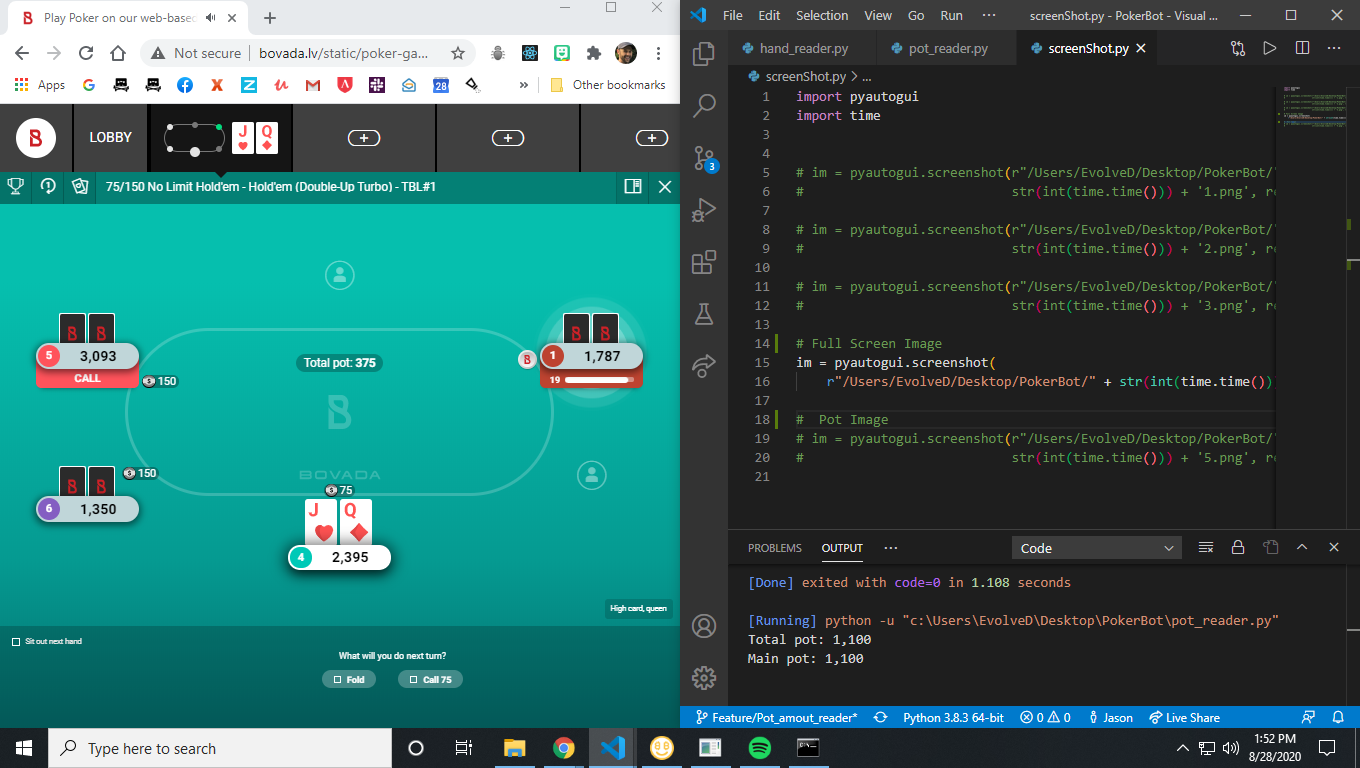 Play Poker on our web-based
Not secure | bovada.lv/static/poker-ga...
Apps
28
»
Other bookmarks
LOBBY
J Q
75/150 No Limit Hold'em - Hold'em (Double-Up Turbo) - TBL#1
5 3,093
CALL
150
Total pot: 375
1 1,787
19
BOVADA
150
6 1,350
75
J Q
4 2,395
High card, queen
Sit out next hand
What will you do next turn?
Fold
Call 75
File Edit Selection View Go Run ···
screenShot.py - PokerBot - Visual ...
hand_reader.py
pot_reader.py
screenShot.py
screenShot.py > ...
1 import pyautogui
2 import time
3
4
5 # im = pyautogui.screenshot(r"/Users/EvolveD/Desktop/PokerBot/"
6 # str(int(time.time())) + '1.png', re
7
8 # im = pyautogui.screenshot(r"/Users/EvolveD/Desktop/PokerBot/"
9 # str(int(time.time())) + '2.png', re
10
11 # im = pyautogui.screenshot(r"/Users/EvolveD/Desktop/PokerBot/"
12 # str(int(time.time())) + '3.png', re
13
14 # Full Screen Image
15 im = pyautogui.screenshot(
16 r"/Users/EvolveD/Desktop/PokerBot/" + str(int(time.time())
17
18 #  Pot Image
19 # im = pyautogui.screenshot(r"/Users/EvolveD/Desktop/PokerBot/"
20 # str(int(time.time())) + '5.png', re
21
3
PROBLEMS OUTPUT ···
Code
[Done] exited with code=0 in 1.108 seconds
[Running] python -u "c:\Users\EvolveD\Desktop\PokerBot\pot_reader.py"
Total pot: 1,100
Main pot: 1,100
Feature/Pot_amout_reader* Python 3.8.3 64-bit 0 0 Jason Live Share
Type here to search
1:52 PM
8/28/2020